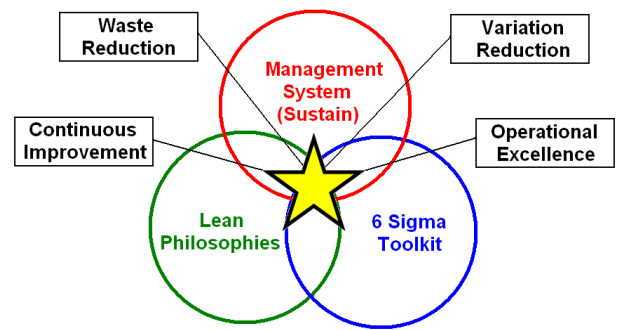 Waste
Reduction
Variation
Reduction
Management
System
(Sustain)
Continuous
Improvement
Operational
Excellence
Lean
Philosophies
6 Sigma
Toolkit